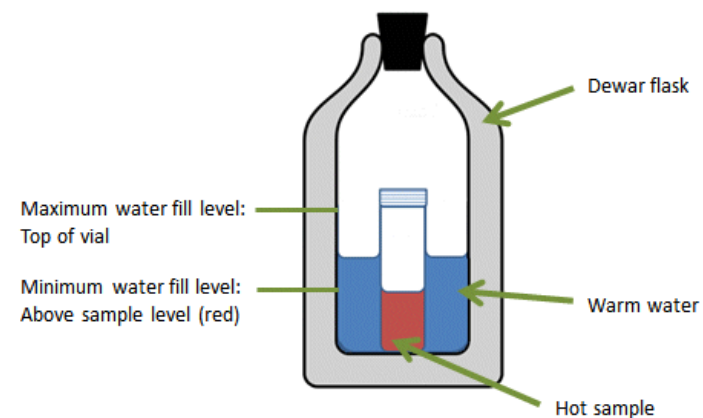 Dewar flask
Maximum water fill level:
Top of vial
Minimum water fill level:
Above sample level (red)
Warm water
Hot sample